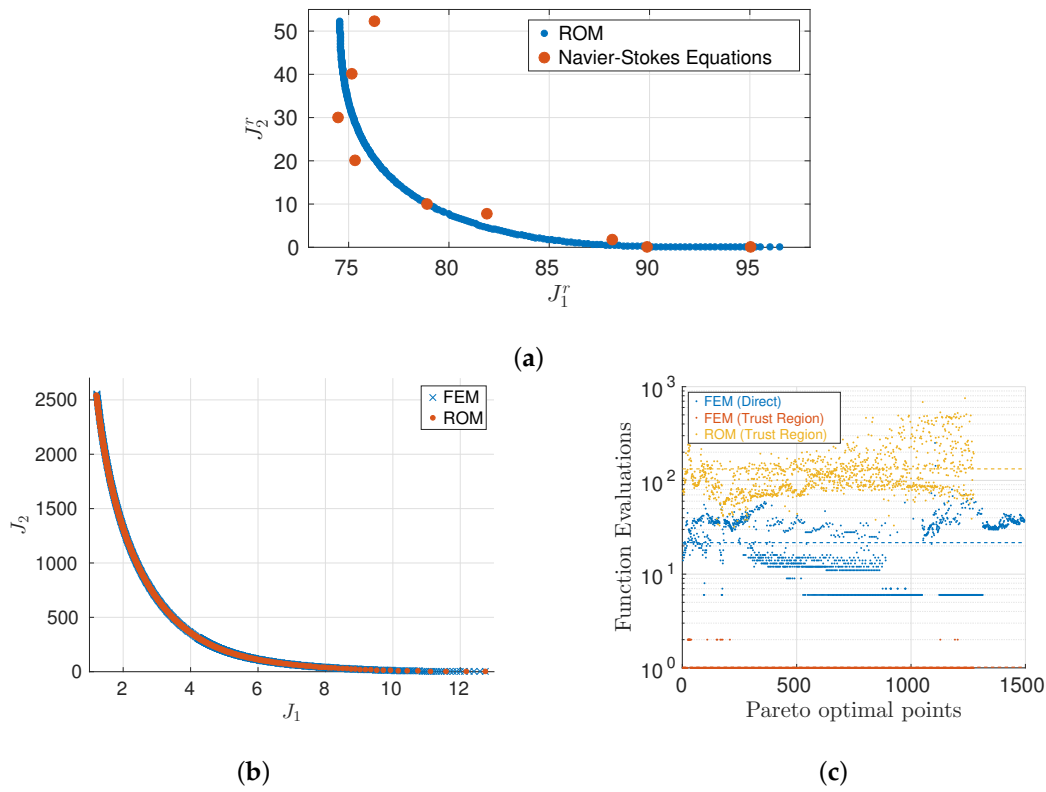 50
40
30
20
10
0
J_2^r
ROM
Navier-Stokes Equations
75 80 85 90 95
J_1^r
(a)
2500
2000
1500
1000
500
0
J_2
FEM
ROM
2 4 6 8 10 12
J_1
(b)
10^3
10^2
10^1
10^0
Function Evaluations
FEM (Direct)
FEM (Trust Region)
ROM (Trust Region)
0 500 1000 1500
Pareto optimal points
(c)